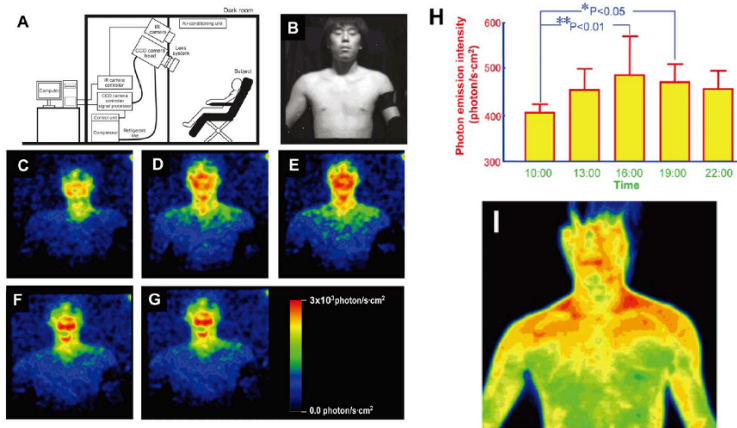 A
Dark room
Air-conditioning unit
IR
camera
CCD camera
head
Lens
system
Subject
Computer
IR camera
controller
CCD camera
controller
signal processor
Control unit
Compressor
Refrigerant
line
B
C
D
E
F
G
3x10³photon/s·cm²
0.0 photon/s·cm²
H
*P<0.05
**P<0.01
Photon emission intensity
(photon/s·cm²)
600
500
400
300
10:00
13:00
16:00
19:00
22:00
Time
I